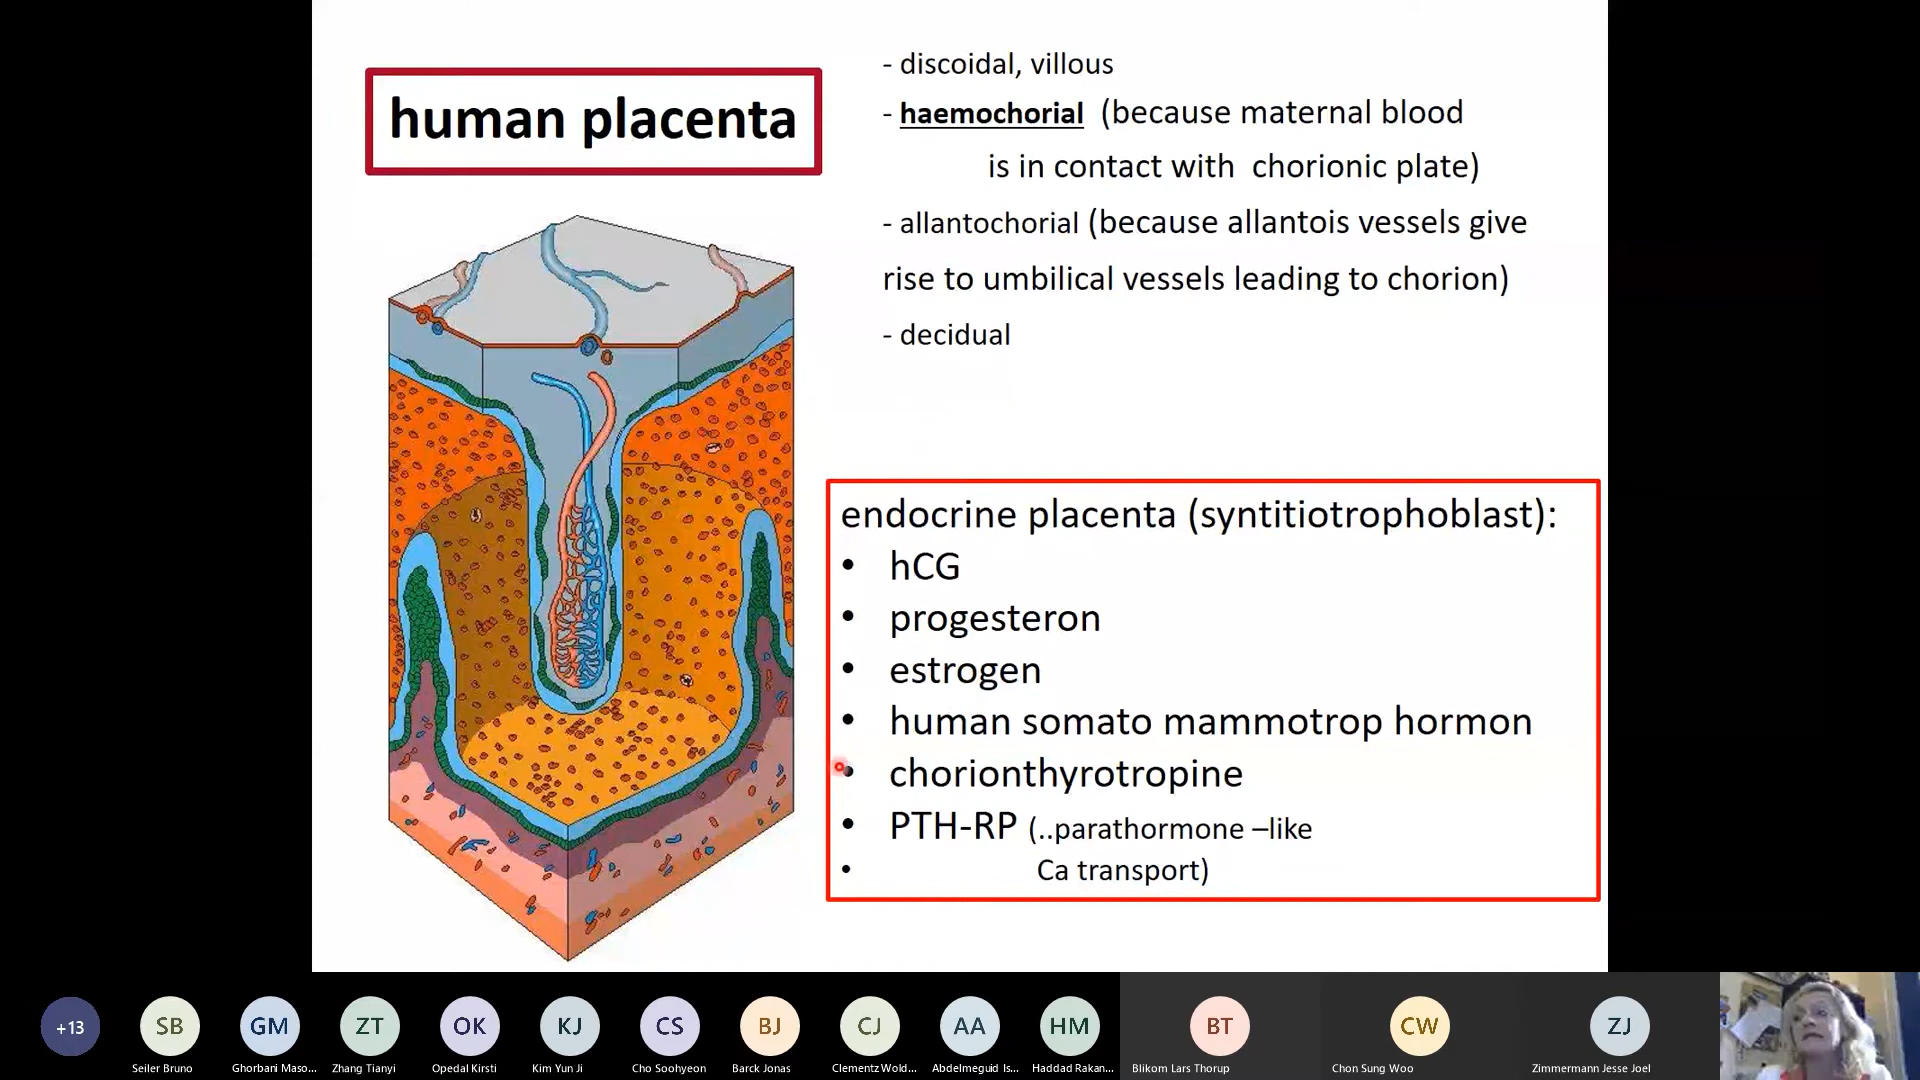 human placenta
- discoidal, villous
- haemochorial (because maternal blood
is in contact with chorionic plate)
- allantochorial (because allantois vessels give
rise to umbilical vessels leading to chorion)
- decidual
endocrine placenta (syntitiotrophoblast):
• hCG
• progesteron
• estrogen
• human somato mammotrop hormon
• chorionthyrotropine
• PTH-RP (..parathormone –like
• Ca transport)
+13
SB
GM
ZT
OK
KJ
CS
BJ
CJ
AA
HM
BT
CW
ZJ
Seiler Bruno
Ghorbani Maso...
Zhang Tianyi
Opedal Kirsti
Kim Yun Ji
Cho Soohyeon
Barck Jonas
Clementz Wold...
Abdelmeguid Is...
Haddad Rakan...
Blikom Lars Thorup
Chon Sung Woo
Zimmermann Jesse Joel